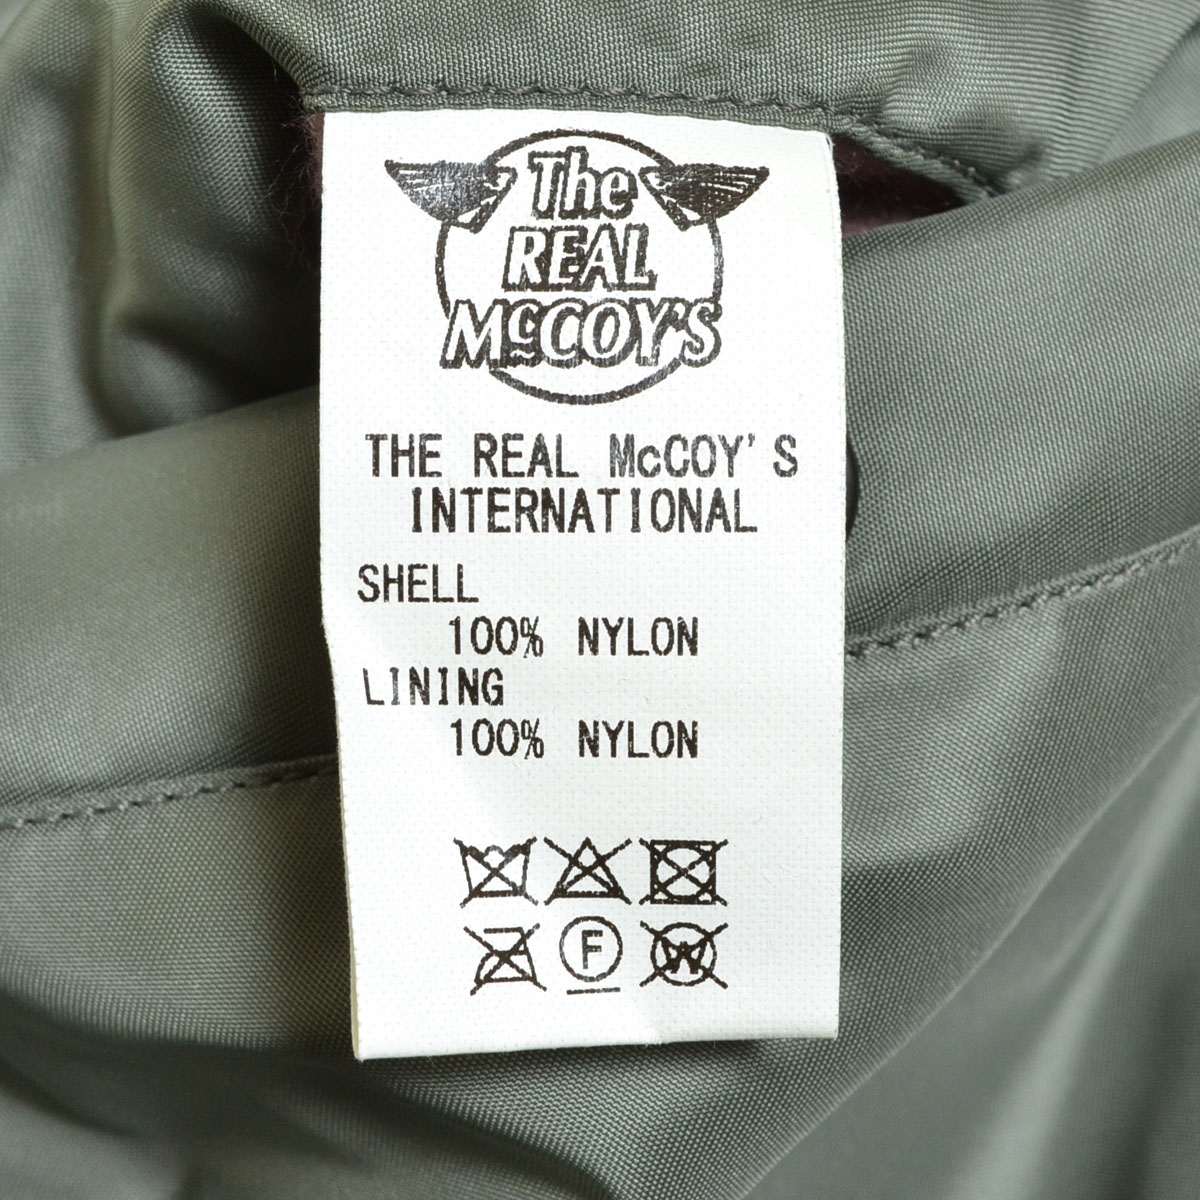 The
REAL
McCOY'S
THE REAL McCOY'S
INTERNATIONAL
SHELL
100% NYLON
LINING
100% NYLON
F
W